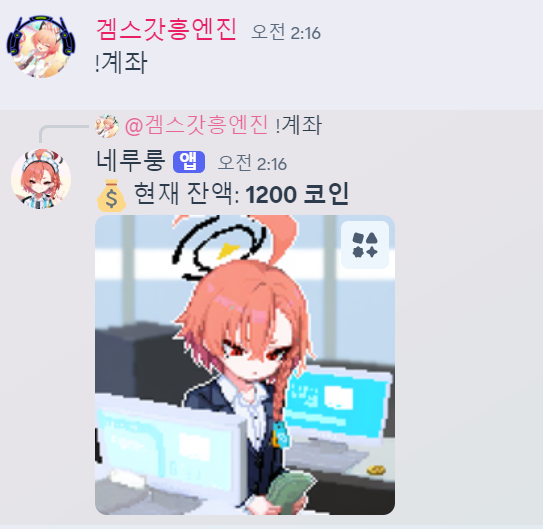 겜스갓흥엔진 오전 2:16
!계좌
@겜스갓흥엔진 !계좌
네루룽 앱 오전 2:16
💰 현재 잔액: 1200 코인